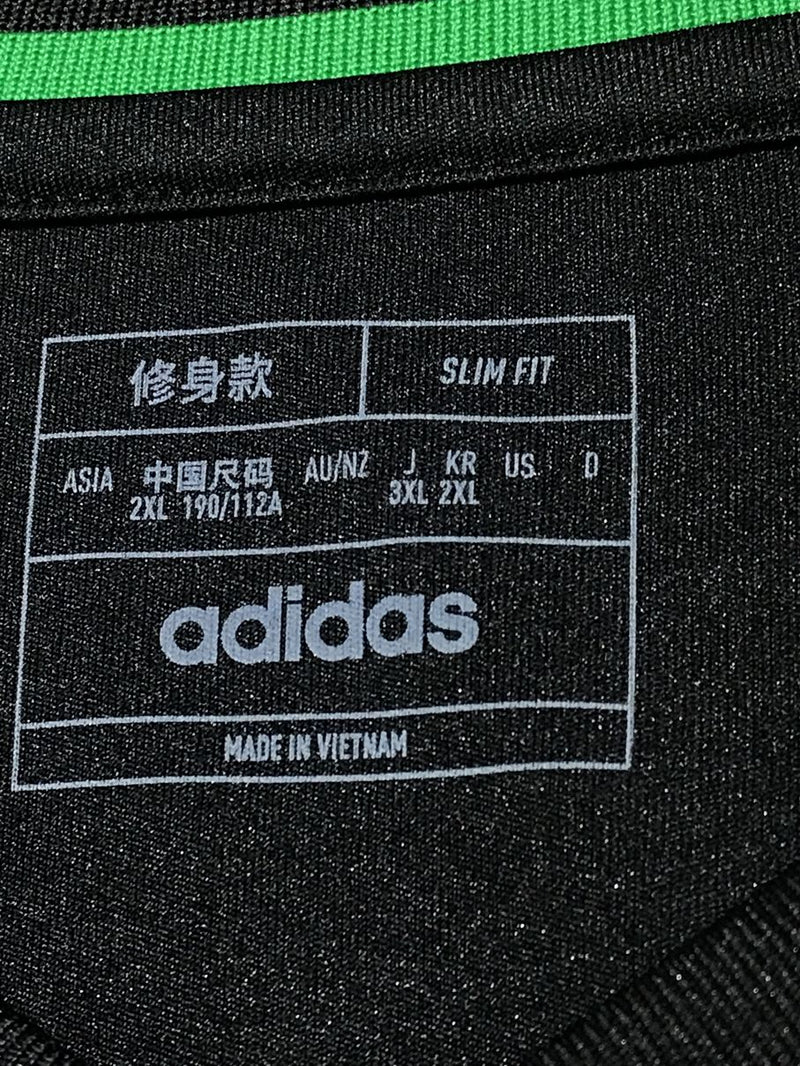 修身款 SLIM FIT
ASIA 中国尺码 AU/NZ J KR US D
2XL 190/112A 3XL 2XL
adidas
MADE IN VIETNAM